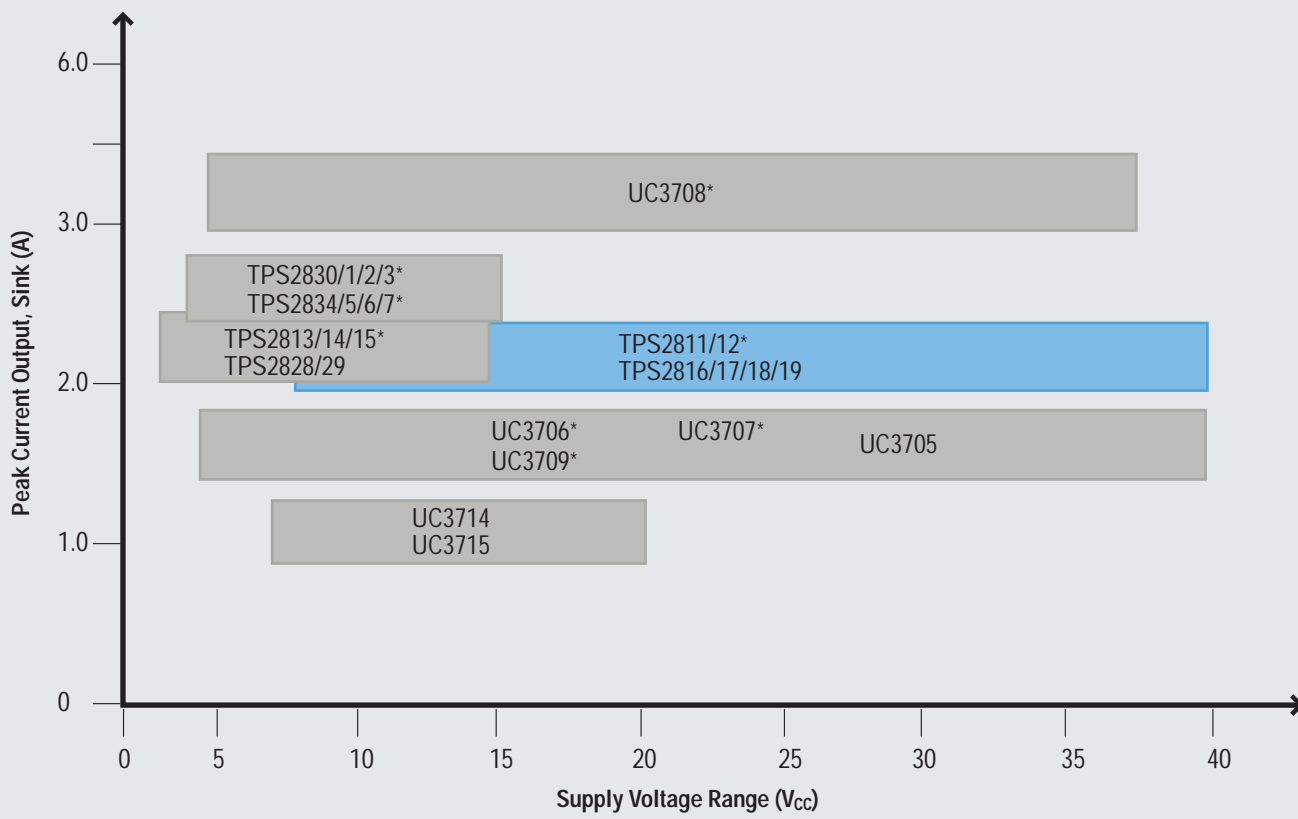 6.0
UC3708*
3.0
Peak Current Output, Sink (A)
TPS2830/1/2/3*
TPS2834/5/6/7*
TPS2813/14/15*
TPS2828/29
TPS2811/12*
TPS2816/17/18/19
2.0
UC3706*
UC3709*
UC3707*
UC3705
UC3714
UC3715
1.0
0
0 5 10 15 20 25 30 35 40
Supply Voltage Range (VCC)